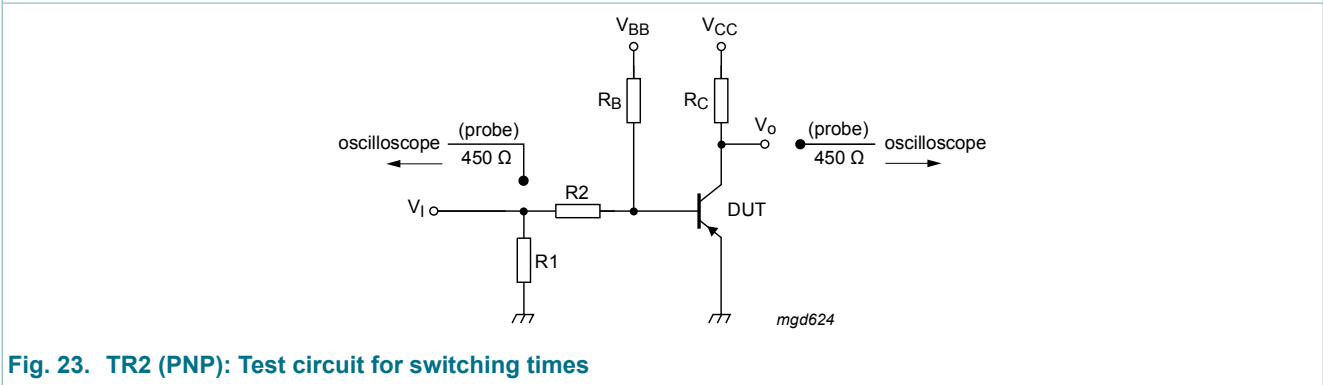 VBB VCC
RB RC
oscilloscope (probe) 450 Ω
Vo (probe) 450 Ω oscilloscope
VI R2 DUT
R1
mgd624
Fig. 23. TR2 (PNP): Test circuit for switching times